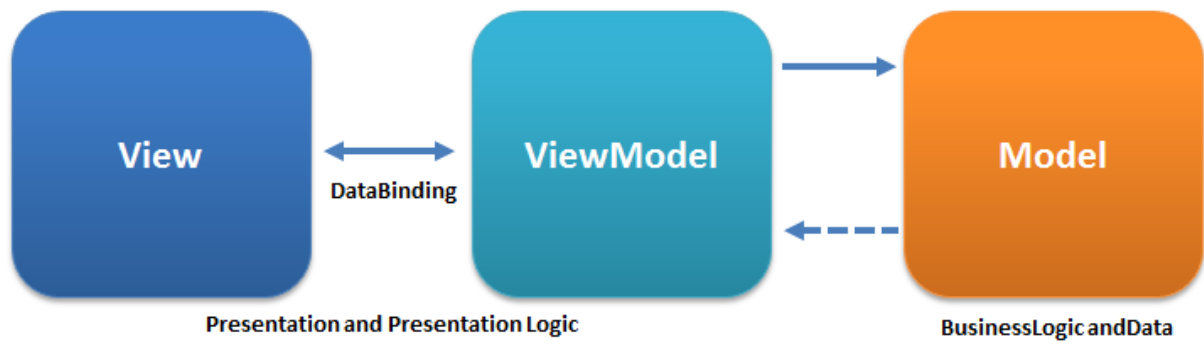 View
ViewModel
Model
DataBinding
Presentation and Presentation Logic
BusinessLogic andData